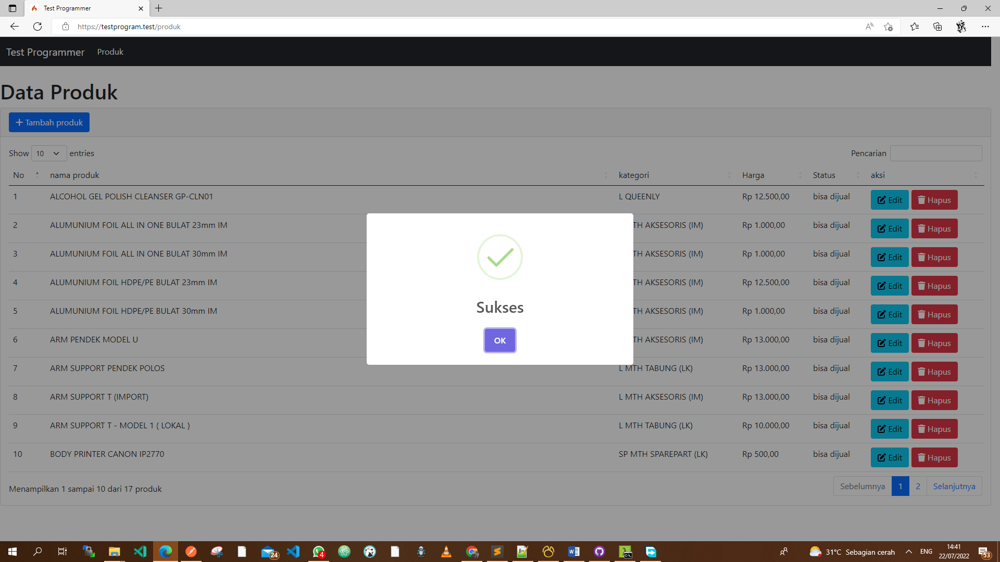 Test Programmer
https://testprogram.test/produk
Test Programmer Produk
Data Produk
Tambah produk
Show 10 entries Pencarian
No nama produk kategori Harga Status aksi
1 ALCOHOL GEL POLISH CLEANSER GP-CLN01 L QUEENLY Rp 12.500,00 bisa dijual Edit Hapus
2 ALUMUNIUM FOIL ALL IN ONE BULAT 23mm IM TH AKSESORIS (IM) Rp 1.000,00 bisa dijual Edit Hapus
3 ALUMUNIUM FOIL ALL IN ONE BULAT 30mm IM TH AKSESORIS (IM) Rp 1.000,00 bisa dijual Edit Hapus
4 ALUMUNIUM FOIL HDPE/PE BULAT 23mm IM TH AKSESORIS (IM) Rp 12.500,00 bisa dijual Edit Hapus
5 ALUMUNIUM FOIL HDPE/PE BULAT 30mm IM TH AKSESORIS (IM) Rp 1.000,00 bisa dijual Edit Hapus
6 ARM PENDEK MODEL U TH AKSESORIS (IM) Rp 13.000,00 bisa dijual Edit Hapus
7 ARM SUPPORT PENDEK POLOS L MTH TABUNG (LK) Rp 13.000,00 bisa dijual Edit Hapus
8 ARM SUPPORT T (IMPORT) L MTH AKSESORIS (IM) Rp 13.000,00 bisa dijual Edit Hapus
9 ARM SUPPORT T - MODEL 1 ( LOKAL ) L MTH TABUNG (LK) Rp 10.000,00 bisa dijual Edit Hapus
10 BODY PRINTER CANON IP2770 SP MTH SPAREPART (LK) Rp 500,00 bisa dijual Edit Hapus
Sukses
OK
Menampilkan 1 sampai 10 dari 17 produk Sebelumnya 1 2 Selanjutnya
24 4 31°C Sebagian cerah ENG 14:41
22/07/2022 53